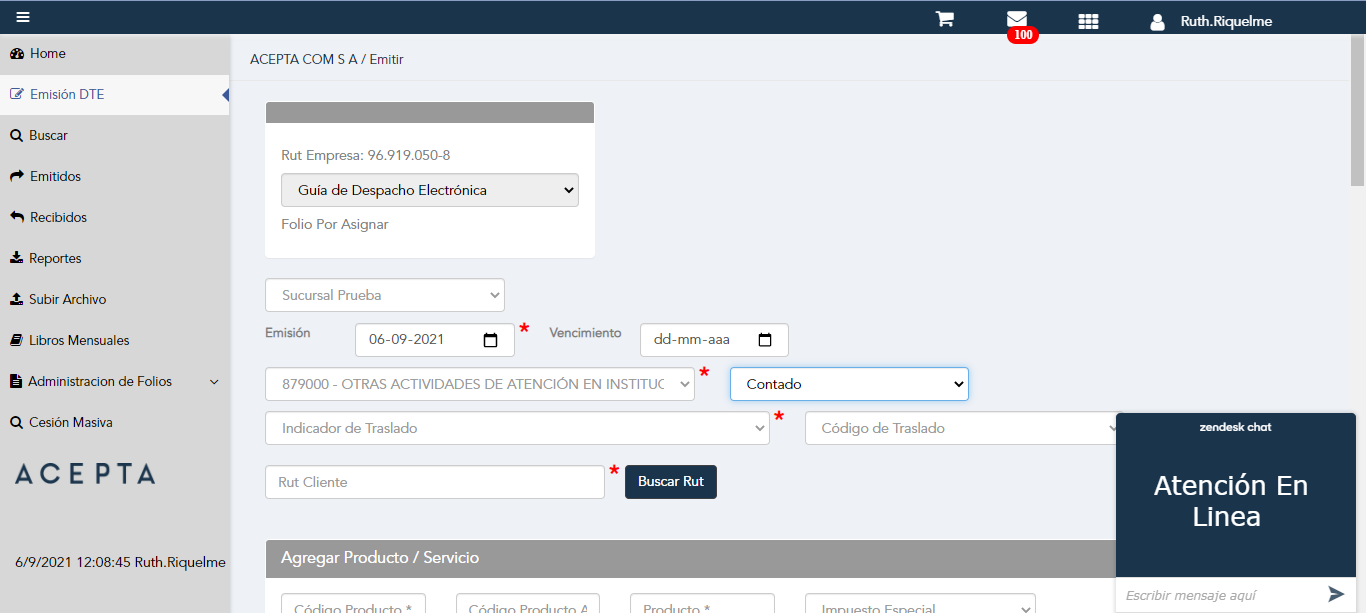 100
Ruth.Riquelme
Home
Emisión DTE
Buscar
Emitidos
Recibidos
Reportes
Subir Archivo
Libros Mensuales
Administracion de Folios
Cesión Masiva
ACEPTA
6/9/2021 12:08:45 Ruth.Riquelme
ACEPTA COM S A / Emitir
Rut Empresa: 96.919.050-8
Guía de Despacho Electrónica
Folio Por Asignar
Sucursal Prueba
Emisión 06-09-2021 * Vencimiento dd-mm-aaa
879000 - OTRAS ACTIVIDADES DE ATENCIÓN EN INSTITUC * Contado
Indicador de Traslado * Código de Traslado
Rut Cliente * Buscar Rut
Agregar Producto / Servicio
Código Producto * Código Producto A Producto * Impuesto Especial
zendesk chat
Atención En
Linea
Escribir mensaje aquí